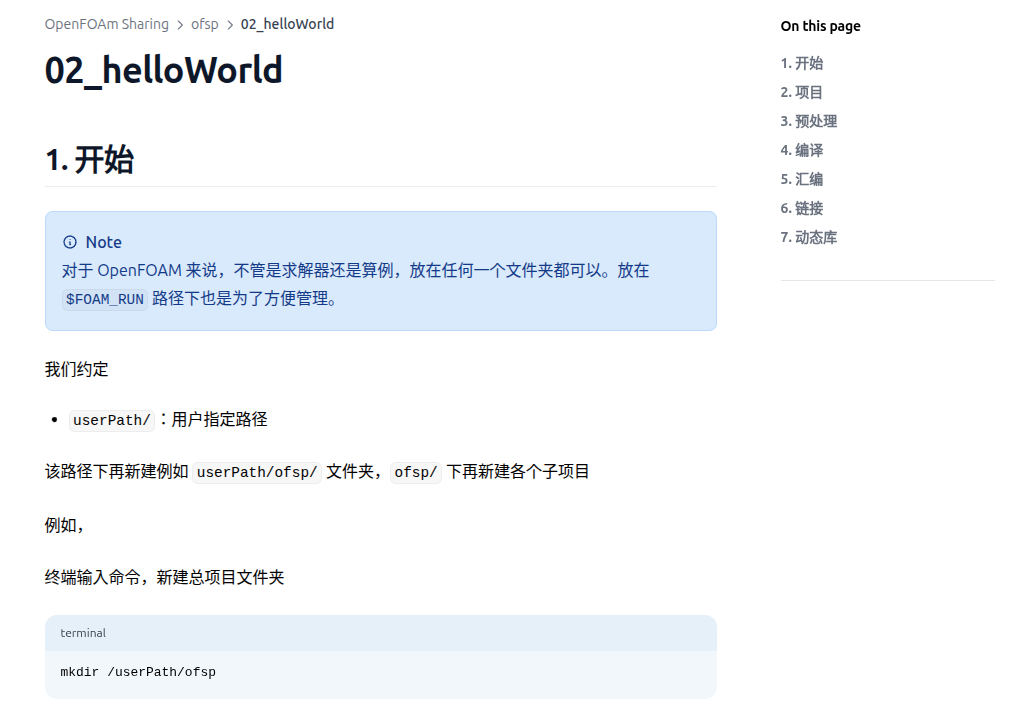 OpenFOAm Sharing > ofsp > 02_helloWorld
02_helloWorld
1. 开始
Note
对于 OpenFOAM 来说，不管是求解器还是算例，放在任何一个文件夹都可以。放在
$FOAM_RUN 路径下也是为了方便管理。
我们约定
• userPath/：用户指定路径
该路径下再新建例如 userPath/ofsp/ 文件夹，ofsp/ 下再新建各个子项目
例如，
终端输入命令，新建总项目文件夹
terminal
mkdir /userPath/ofsp
On this page
1. 开始
2. 项目
3. 预处理
4. 编译
5. 汇编
6. 链接
7. 动态库